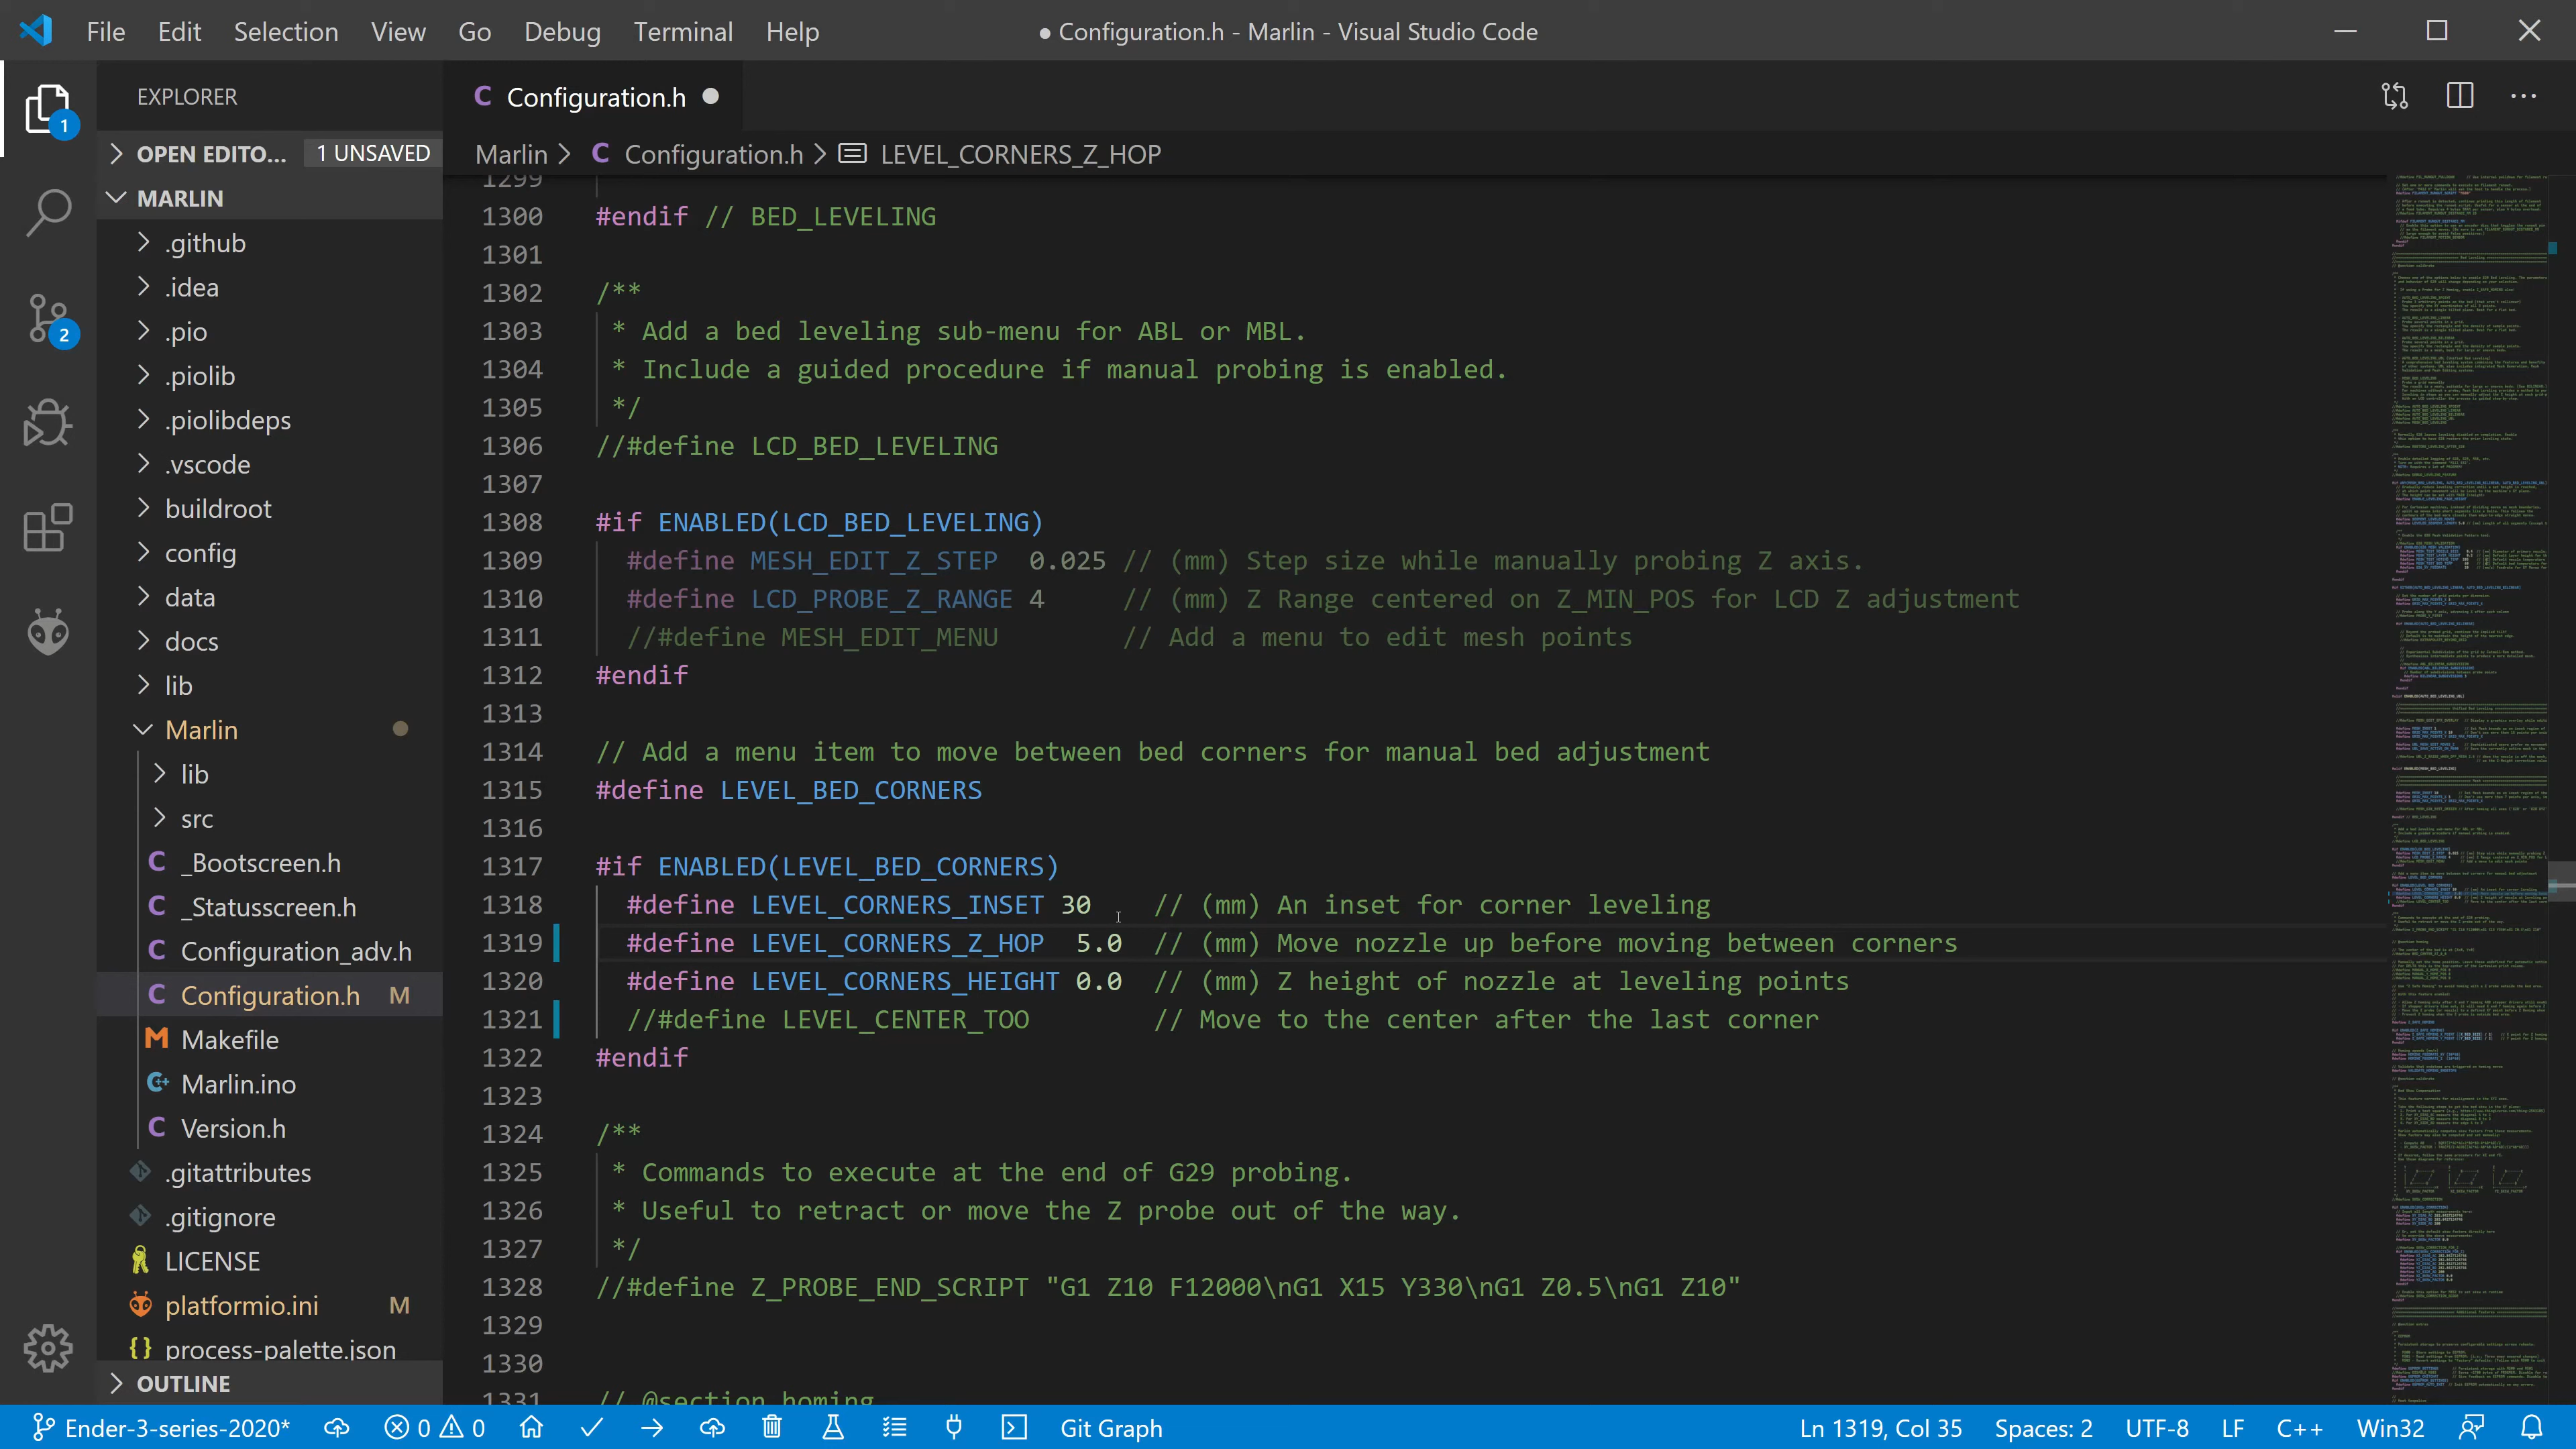 File Edit Selection View Go Debug Terminal Help
● Configuration.h - Marlin - Visual Studio Code
EXPLORER
OPEN EDITO... 1 UNSAVED
MARLIN
.github
.idea
.pio
.piolib
.piolibdeps
.vscode
buildroot
config
data
docs
lib
Marlin
lib
src
_Bootscreen.h
_Statusscreen.h
Configuration_adv.h
Configuration.h M
Makefile
Marlin.ino
Version.h
.gitattributes
.gitignore
LICENSE
platformio.ini M
process-palette.json
OUTLINE
1
2
Configuration.h
Marlin > Configuration.h > LEVEL_CORNERS_Z_HOP
1299
1300 #endif // BED_LEVELING
1301
1302 /**
1303 * Add a bed leveling sub-menu for ABL or MBL.
1304 * Include a guided procedure if manual probing is enabled.
1305 */
1306 //#define LCD_BED_LEVELING
1307
1308 #if ENABLED(LCD_BED_LEVELING)
1309 #define MESH_EDIT_Z_STEP 0.025 // (mm) Step size while manually probing Z axis.
1310 #define LCD_PROBE_Z_RANGE 4 // (mm) Z Range centered on Z_MIN_POS for LCD Z adjustment
1311 //#define MESH_EDIT_MENU // Add a menu to edit mesh points
1312 #endif
1313
1314 // Add a menu item to move between bed corners for manual bed adjustment
1315 #define LEVEL_BED_CORNERS
1316
1317 #if ENABLED(LEVEL_BED_CORNERS)
1318 #define LEVEL_CORNERS_INSET 30 // (mm) An inset for corner leveling
1319 #define LEVEL_CORNERS_Z_HOP 5.0 // (mm) Move nozzle up before moving between corners
1320 #define LEVEL_CORNERS_HEIGHT 0.0 // (mm) Z height of nozzle at leveling points
1321 //#define LEVEL_CENTER_TOO // Move to the center after the last corner
1322 #endif
1323
1324 /**
1325 * Commands to execute at the end of G29 probing.
1326 * Useful to retract or move the Z probe out of the way.
1327 */
1328 //#define Z_PROBE_END_SCRIPT "G1 Z10 F12000\nG1 X15 Y330\nG1 Z0.5\nG1 Z10"
1329
1330
1331 // @section homing
Ender-3-series-2020* 0 0 Git Graph
Ln 1319, Col 35 Spaces: 2 UTF-8 LF C++ Win32